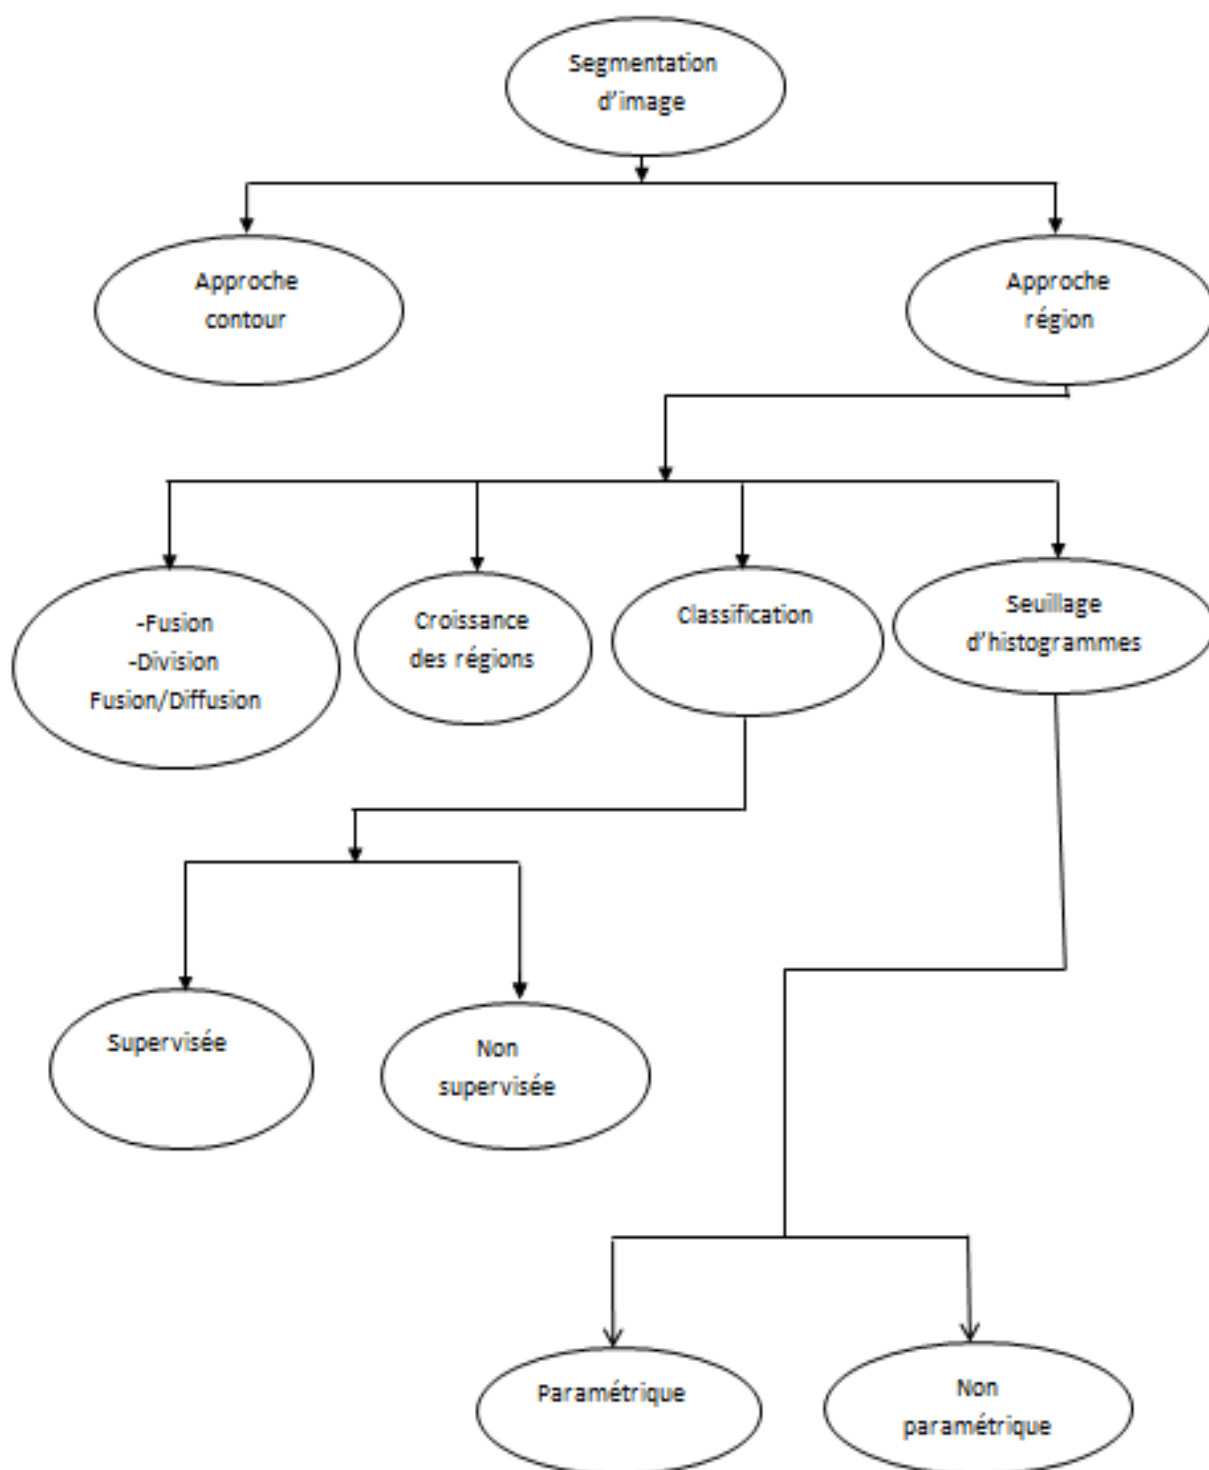 Segmentation
d'image
Approche
contour
Approche
région
-Fusion
-Division
Fusion/Diffusion
Croissance
des régions
Classification
Seuillage
d'histogrammes
Supervisée
Non
supervisée
Paramétrique
Non
paramétrique